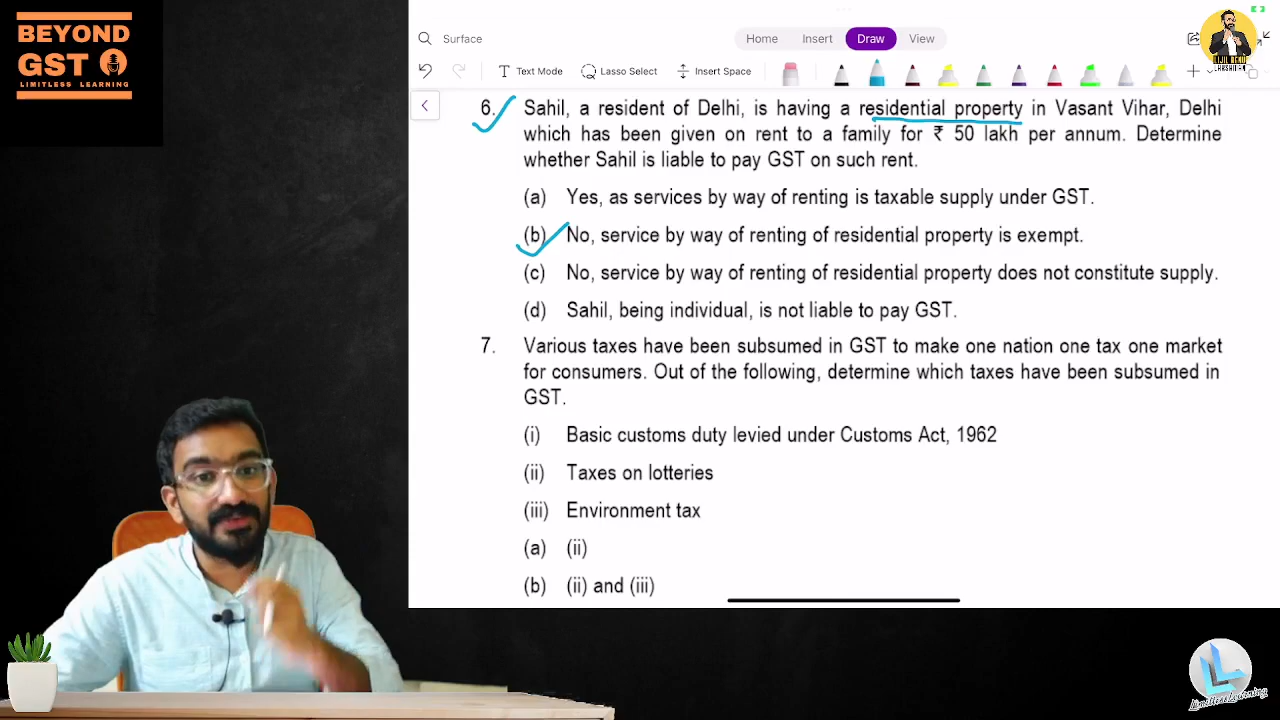 BEYOND
GST
LIMITLESS LEARNING
Surface
Home Insert Draw View
Text Mode Lasso Select Insert Space
6. Sahil, a resident of Delhi, is having a residential property in Vasant Vihar, Delhi
which has been given on rent to a family for ₹ 50 lakh per annum. Determine
whether Sahil is liable to pay GST on such rent.
(a) Yes, as services by way of renting is taxable supply under GST.
(b) No, service by way of renting of residential property is exempt.
(c) No, service by way of renting of residential property does not constitute supply.
(d) Sahil, being individual, is not liable to pay GST.
7. Various taxes have been subsumed in GST to make one nation one tax one market
for consumers. Out of the following, determine which taxes have been subsumed in
GST.
(i) Basic customs duty levied under Customs Act, 1962
(ii) Taxes on lotteries
(iii) Environment tax
(a) (ii)
(b) (ii) and (iii)
Limitless Learning